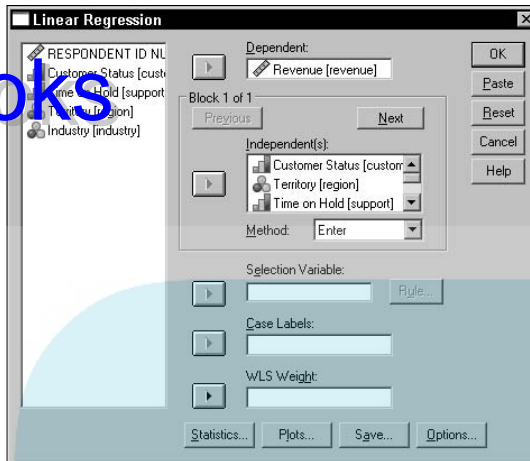 Linear Regression
RESPONDENT ID NU
Customer Status [custo
Time on Hold [support
Territory [region]
Industry [industry]
oks
Dependent:
Revenue [revenue]
Block 1 of 1
Previous
Next
Independent(s):
Customer Status [custom
Territory [region]
Time on Hold [support]
Method:
Enter
Selection Variable:
Rule...
Case Labels:
WLS Weight:
Statistics...
Plots...
Save...
Options...
OK
Paste
Reset
Cancel
Help